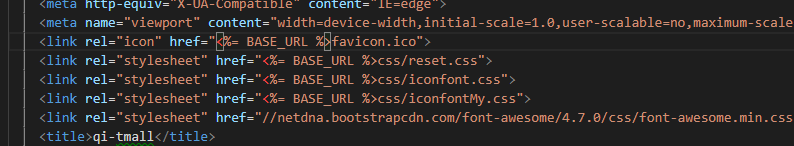 <meta http-equiv="X-UA-Compatible" content="IE=edge">
<meta name="viewport" content="width=device-width,initial-scale=1.0,user-scalable=no,maximum-scale
<link rel="icon" href="<%= BASE_URL %>favicon.ico">
<link rel="stylesheet" href="<%= BASE_URL %>css/reset.css">
<link rel="stylesheet" href="<%= BASE_URL %>css/iconfont.css">
<link rel="stylesheet" href="<%= BASE_URL %>css/iconfontMy.css">
<link rel="stylesheet" href="//netdna.bootstrapcdn.com/font-awesome/4.7.0/css/font-awesome.min.css
<title>qi-tmall</title>